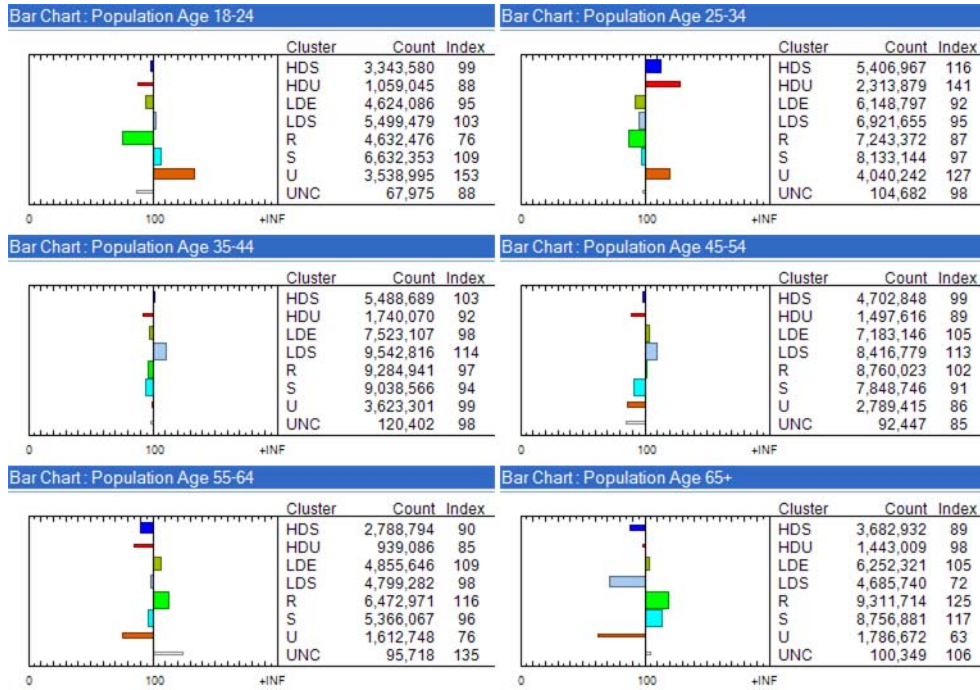 Bar Chart : Population Age 18-24
Cluster Count Index
HDS 3,343,580 99
HDU 1,059,045 88
LDE 4,624,086 95
LDS 5,499,479 103
R 4,632,476 76
S 6,632,353 109
U 3,538,995 153
UNC 67,975 88
0 100 +INF
Bar Chart : Population Age 25-34
Cluster Count Index
HDS 5,406,967 116
HDU 2,313,879 141
LDE 6,148,797 92
LDS 6,921,655 95
R 7,243,372 87
S 8,133,144 97
U 4,040,242 127
UNC 104,682 98
0 100 +INF
Bar Chart : Population Age 35-44
Cluster Count Index
HDS 5,488,689 103
HDU 1,740,070 92
LDE 7,523,107 98
LDS 9,542,816 114
R 9,284,941 97
S 9,038,566 94
U 3,623,301 99
UNC 120,402 98
0 100 +INF
Bar Chart : Population Age 45-54
Cluster Count Index
HDS 4,702,848 99
HDU 1,497,616 89
LDE 7,183,146 105
LDS 8,416,779 113
R 8,760,023 102
S 7,848,746 91
U 2,789,415 86
UNC 92,447 85
0 100 +INF
Bar Chart : Population Age 55-64
Cluster Count Index
HDS 2,788,794 90
HDU 939,086 85
LDE 4,855,646 109
LDS 4,799,282 98
R 6,472,971 116
S 5,366,067 96
U 1,612,748 76
UNC 95,718 135
0 100 +INF
Bar Chart : Population Age 65+
Cluster Count Index
HDS 3,682,932 89
HDU 1,443,009 98
LDE 6,252,321 105
LDS 4,685,740 72
R 9,311,714 125
S 8,756,881 117
U 1,786,672 63
UNC 100,349 106
0 100 +INF